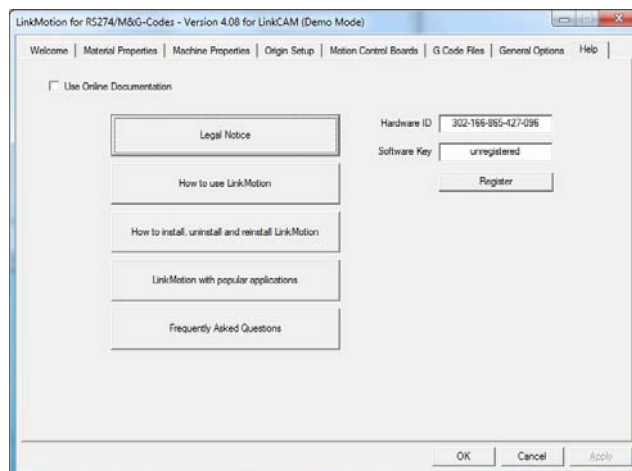 LinkMotion for RS274/M&G-Codes - Version 4.08 for LinkCAM (Demo Mode)
Welcome Material Properties Machine Properties Origin Setup Motion Control Boards G Code Files General Options Help
Use Online Documentation
Legal Notice
Hardware ID 302-166-865-427-096
Software Key unregistered
How to use LinkMotion
Register
How to install, uninstall and reinstall LinkMotion
LinkMotion with popular applications
Frequently Asked Questions
OK Cancel Apply